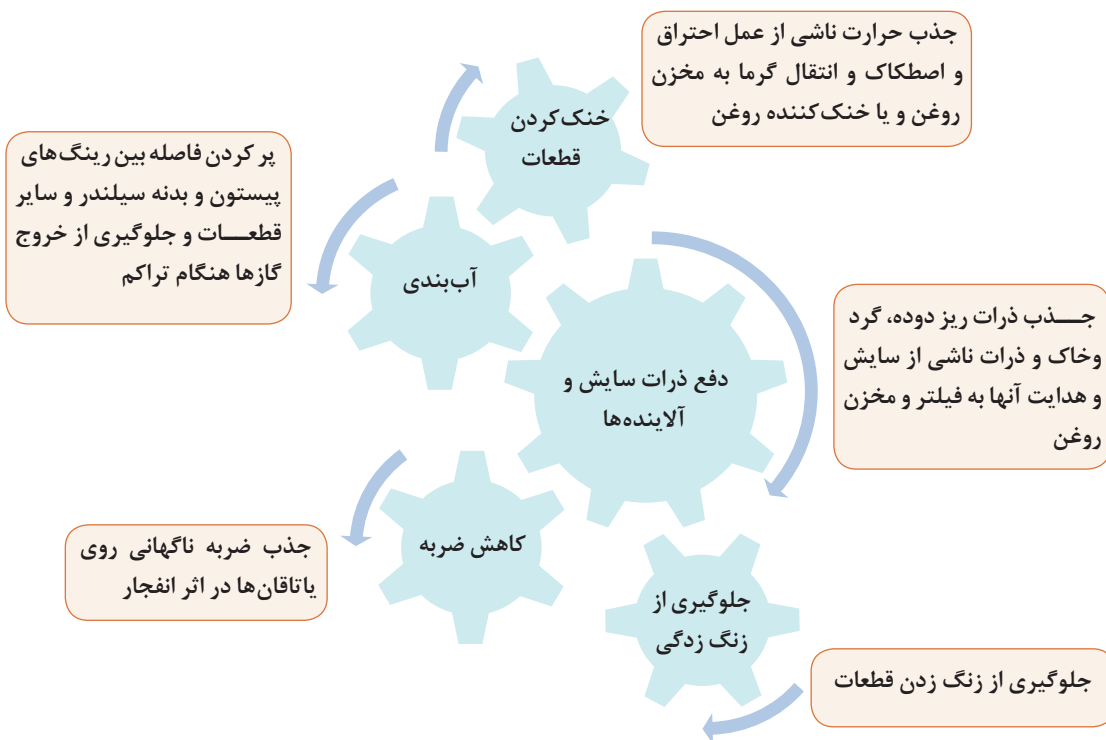 جذب حرارت ناشی از عمل احتراق
و اصطکاک و انتقال گرما به مخزن
روغن و یا خنک‌کننده روغن
خنک‌کردن
قطعات
پر کردن فاصله بین رینگ‌های
پیستون و بدنه سیلندر و سایر
قطعـــات و جلوگیری از خروج
گازها هنگام تراکم
آب‌بندی
جـــذب ذرات ریز دوده، گرد
وخاک و ذرات ناشی از سایش
و هدایت آنها به فیلتر و مخزن
روغن
دفع ذرات سایش و
آلاینده‌ها
کاهش ضربه
جذب ضربه ناگهانی روی
یاتاقان‌ها در اثر انفجار
جلوگیری از
زنگ زدگی
جلوگیری از زنگ زدن قطعات